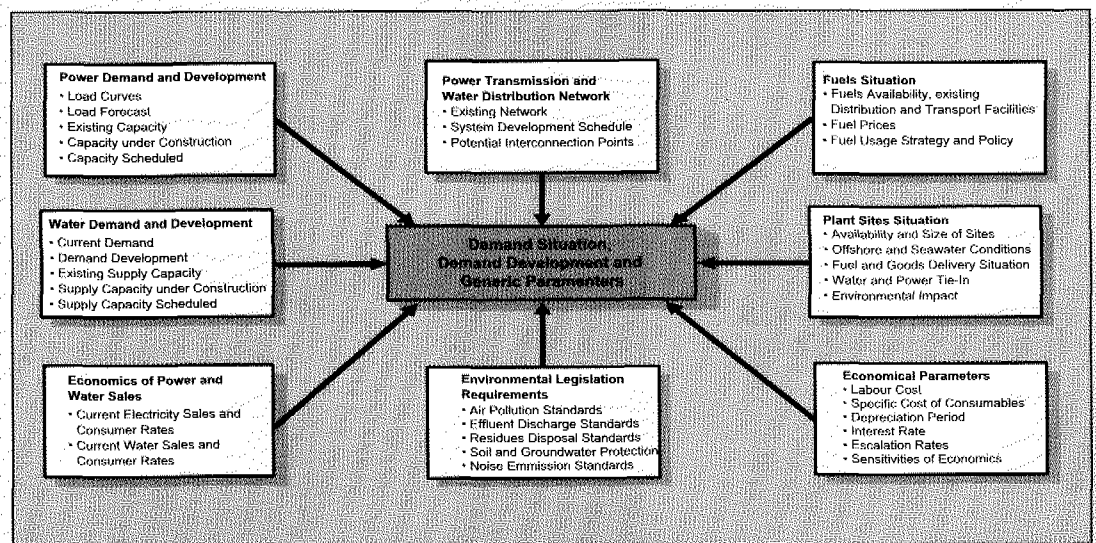 Power Demand and Development
• Load Curves
• Load Forecast
• Existing Capacity
• Capacity under Construction
• Capacity Scheduled
Power Transmission and
Water Distribution Network
• Existing Network
• System Development Schedule
• Potential Interconnection Points
Fuels Situation
• Fuels Availability, existing
Distribution and Transport Facilities
• Fuel Prices
• Fuel Usage Strategy and Policy
Water Demand and Development
• Current Demand
• Demand Development
• Existing Supply Capacity
• Supply Capacity under Construction
• Supply Capacity Scheduled
Demand Situation,
Demand Development and
Generic Paramenters
Plant Sites Situation
• Availability and Size of Sites
• Offshore and Seawater Conditions
• Fuel and Goods Delivery Situation
• Water and Power Tie-In
• Environmental Impact
Economics of Power and
Water Sales
• Current Electricity Sales and
Consumer Rates
• Current Water Sales and
Consumer Rates
Environmental Legislation
Requirements
• Air Pollution Standards
• Effluent Discharge Standards
• Residues Disposal Standards
• Soil and Groundwater Protection
• Noise Emmission Standards
Economical Parameters
• Labour Cost
• Specific Cost of Consumables
• Depreciation Period
• Interest Rate
• Escalation Rates
• Sensitivities of Economics